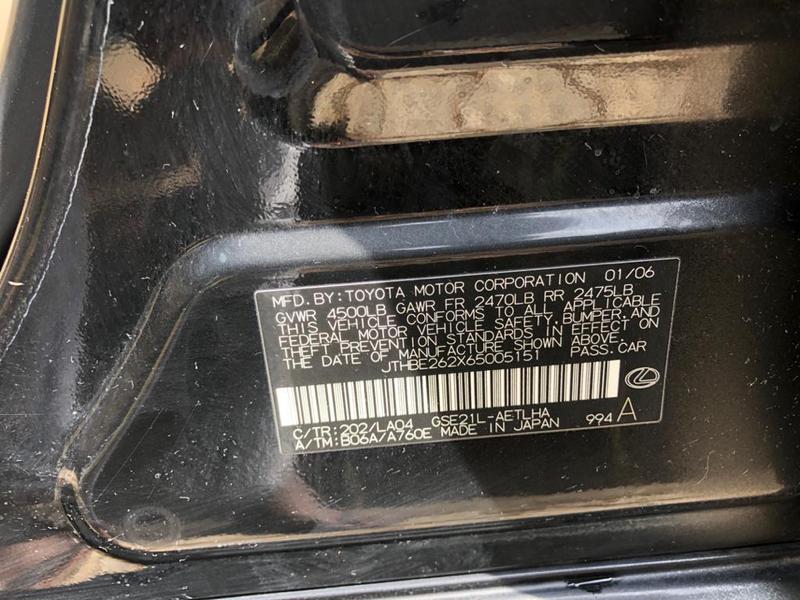 MFD. BY: TOYOTA MOTOR CORPORATION 01/06
GVWR 4500LB GAWR FR 2470LB RR 2475LB
THIS VEHICLE CONFORMS TO ALL APPLICABLE
FEDERAL MOTOR VEHICLE SAFETY, BUMPER, AND
THEFT PREVENTION STANDARDS IN EFFECT ON
THE DATE OF MANUFACTURE SHOWN ABOVE.
JTHBE262X65005151 PASS. CAR
C/TR: 202/LA04 GSE21L-AETLHA
A/TM: B06A/A760E MADE IN JAPAN 994 A